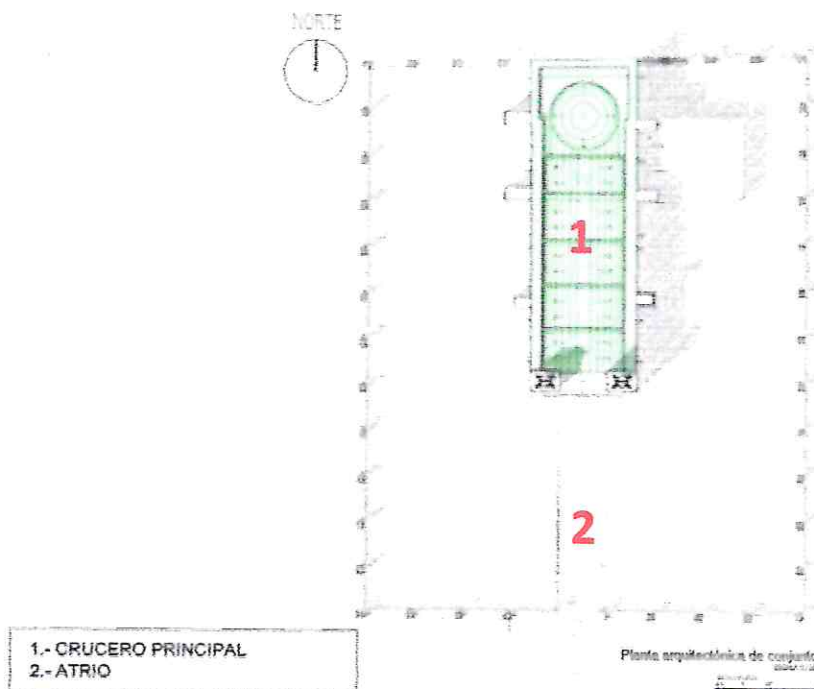 NORTE
1
2
1.- CRUCERO PRINCIPAL
2.- ATRIO
Planta arquitectónica de conjunto